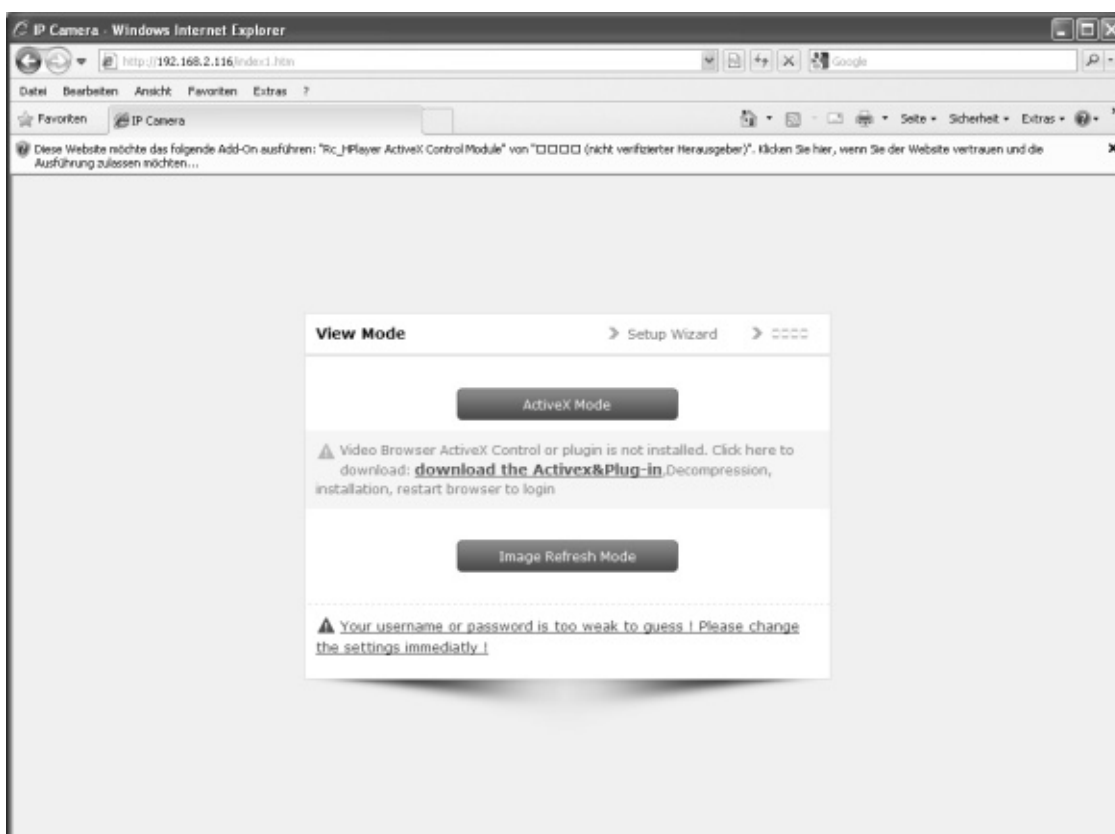 IP Camera - Windows Internet Explorer
http://192.168.2.116/index1.htm
Google
Datei Bearbeiten Ansicht Favoriten Extras ?
Favoriten IP Camera Seite Sicherheit Extras
Diese Website möchte das folgende Add-On ausführen: "Rc_HPlayer ActiveX Control Module" von "□□□□ (nicht verifizierter Herausgeber)". Klicken Sie hier, wenn Sie der Website vertrauen und die
Ausführung zulassen möchten...
View Mode Setup Wizard □□□□
ActiveX Mode
Video Browser ActiveX Control or plugin is not installed. Click here to
download: download the Activex&Plug-in,Decompression,
installation, restart browser to login
Image Refresh Mode
Your username or password is too weak to guess ! Please change
the settings immediatly !